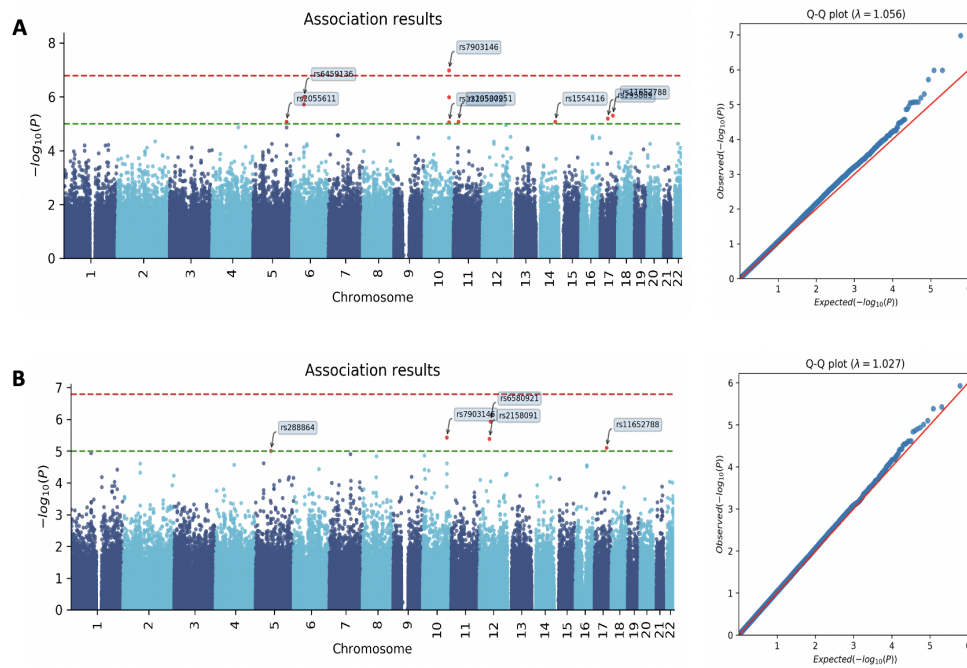 A
Association results
−log10(P)
8
6
4
2
0
rs7903146
rs6459136
rs2055611
rs1554116
rs11652788
1 2 3 4 5 6 7 8 9 10 11 12 13 14 15 16 17 18 19 20 21 22
Chromosome
Q-Q plot (λ = 1.056)
Observed(−log10(P))
7
6
5
4
3
2
1
0
1 2 3 4 5
Expected(−log10(P))
B
Association results
−log10(P)
7
6
5
4
3
2
1
0
rs6580921
rs7903146
rs2158091
rs288864
rs11652788
1 2 3 4 5 6 7 8 9 10 11 12 13 14 15 16 17 18 19 20 21 22
Chromosome
Q-Q plot (λ = 1.027)
Observed(−log10(P))
6
5
4
3
2
1
0
1 2 3 4 5 6
Expected(−log10(P))